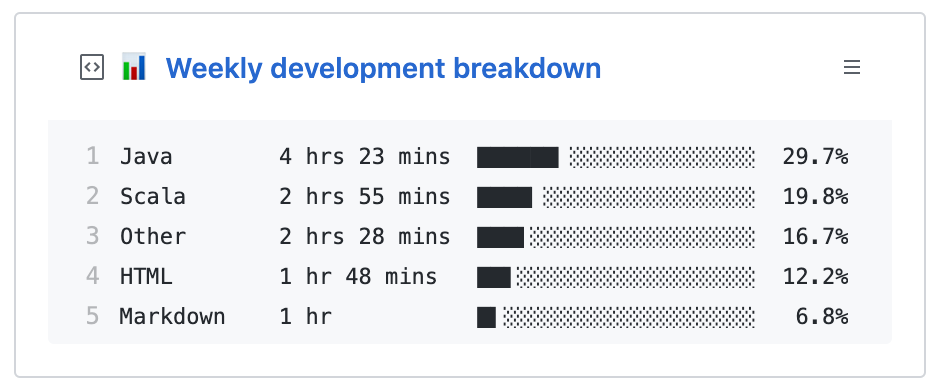 Weekly development breakdown
1 Java 4 hrs 23 mins 29.7%
2 Scala 2 hrs 55 mins 19.8%
3 Other 2 hrs 28 mins 16.7%
4 HTML 1 hr 48 mins 12.2%
5 Markdown 1 hr 6.8%